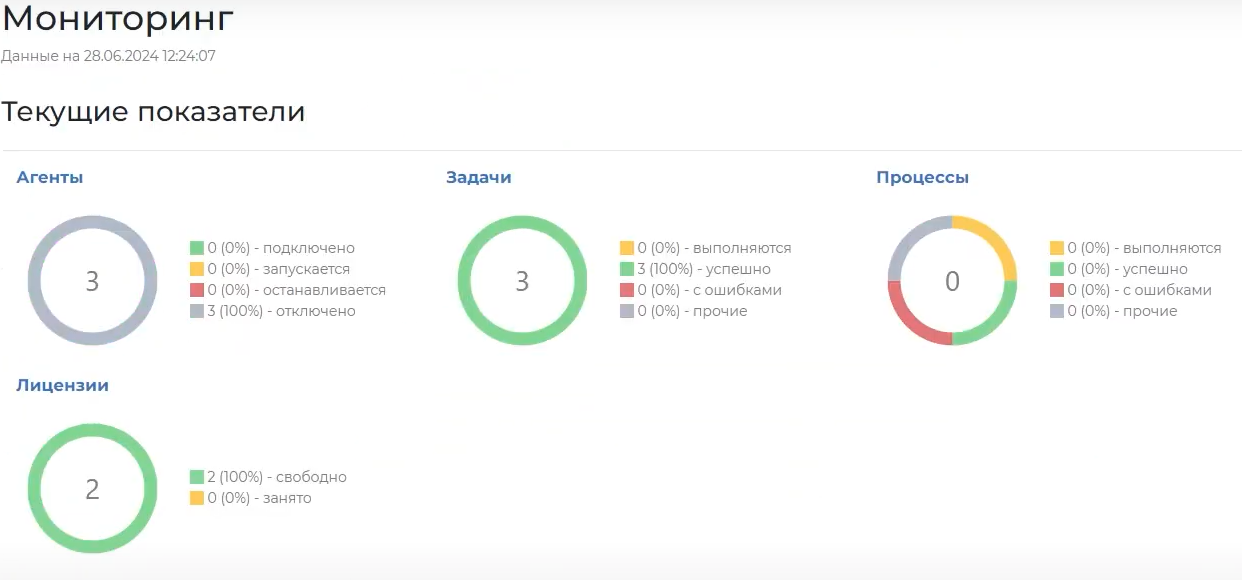 Мониторинг
Данные на 28.06.2024 12:24:07
Текущие показатели
Агенты
3
0 (0%) - подключено
0 (0%) - запускается
0 (0%) - останавливается
3 (100%) - отключено
Задачи
3
0 (0%) - выполняются
3 (100%) - успешно
0 (0%) - с ошибками
0 (0%) - прочие
Процессы
0
0 (0%) - выполняются
0 (0%) - успешно
0 (0%) - с ошибками
0 (0%) - прочие
Лицензии
2
2 (100%) - свободно
0 (0%) - занято